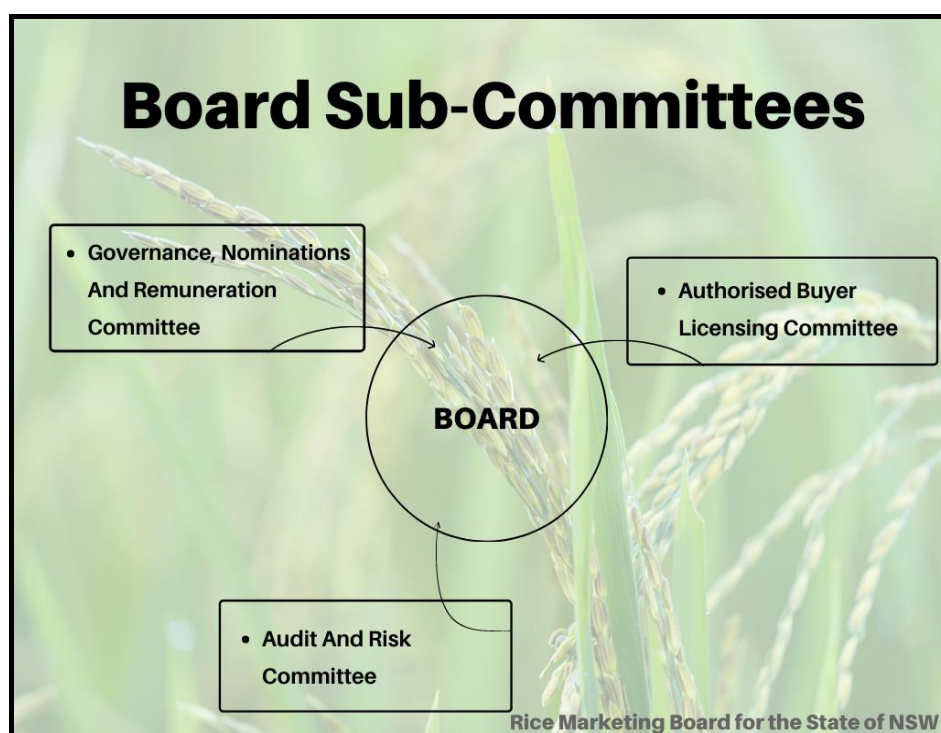 Board Sub-Committees
• Governance, Nominations
And Remuneration
Committee
• Authorised Buyer
Licensing Committee
BOARD
• Audit And Risk
Committee
Rice Marketing Board for the State of NSW